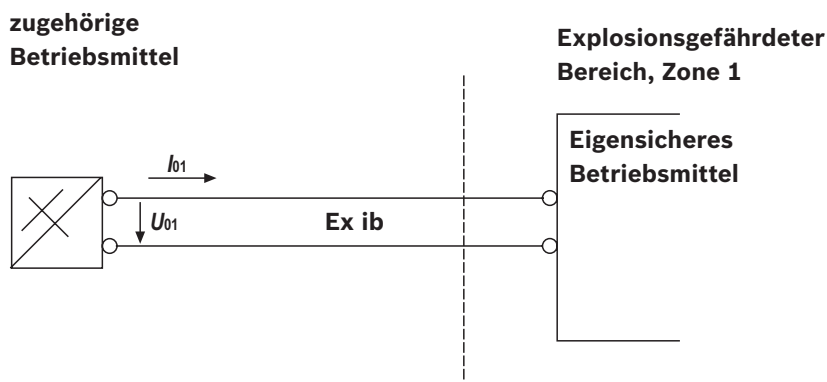 zugehörige
Betriebsmittel
Explosionsgefährdeter
Bereich, Zone 1
Eigensicheres
Betriebsmittel
I01
U01
Ex ib